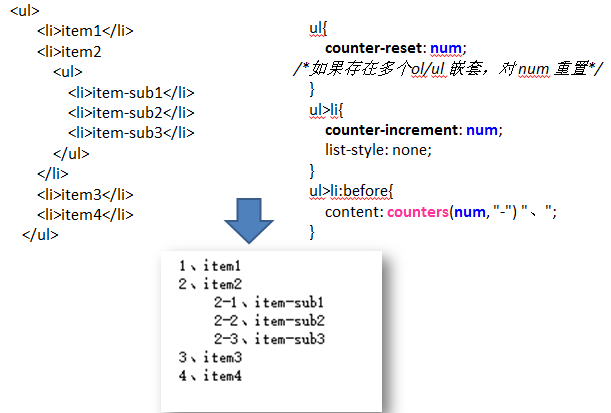 <ul>
<li>item1</li>
<li>item2
<ul>
<li>item-sub1</li>
<li>item-sub2</li>
<li>item-sub3</li>
</ul>
</li>
<li>item3</li>
<li>item4</li>
</ul>
ul{
counter-reset: num;
/*如果存在多个ol/ul 嵌套，对 num 重置*/
}
ul>li{
counter-increment: num;
list-style: none;
}
ul>li:before{
content: counters(num, "-") "、";
}
1、item1
2、item2
2-1、item-sub1
2-2、item-sub2
2-3、item-sub3
3、item3
4、item4